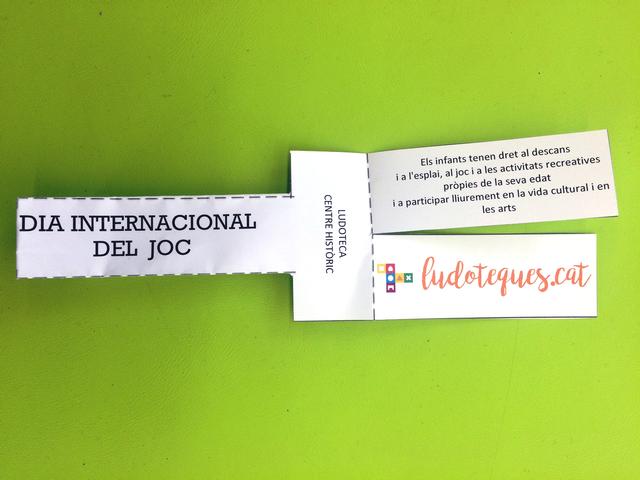 DIA INTERNACIONAL
DEL JOC
LUDOTECA
CENTRE HISTÒRIC
Els infants tenen dret al descans
i a l'esplai, al joc i a les activitats recreatives
pròpies de la seva edat
i a participar lliurement en la vida cultural i en
les arts
ludoteques.cat